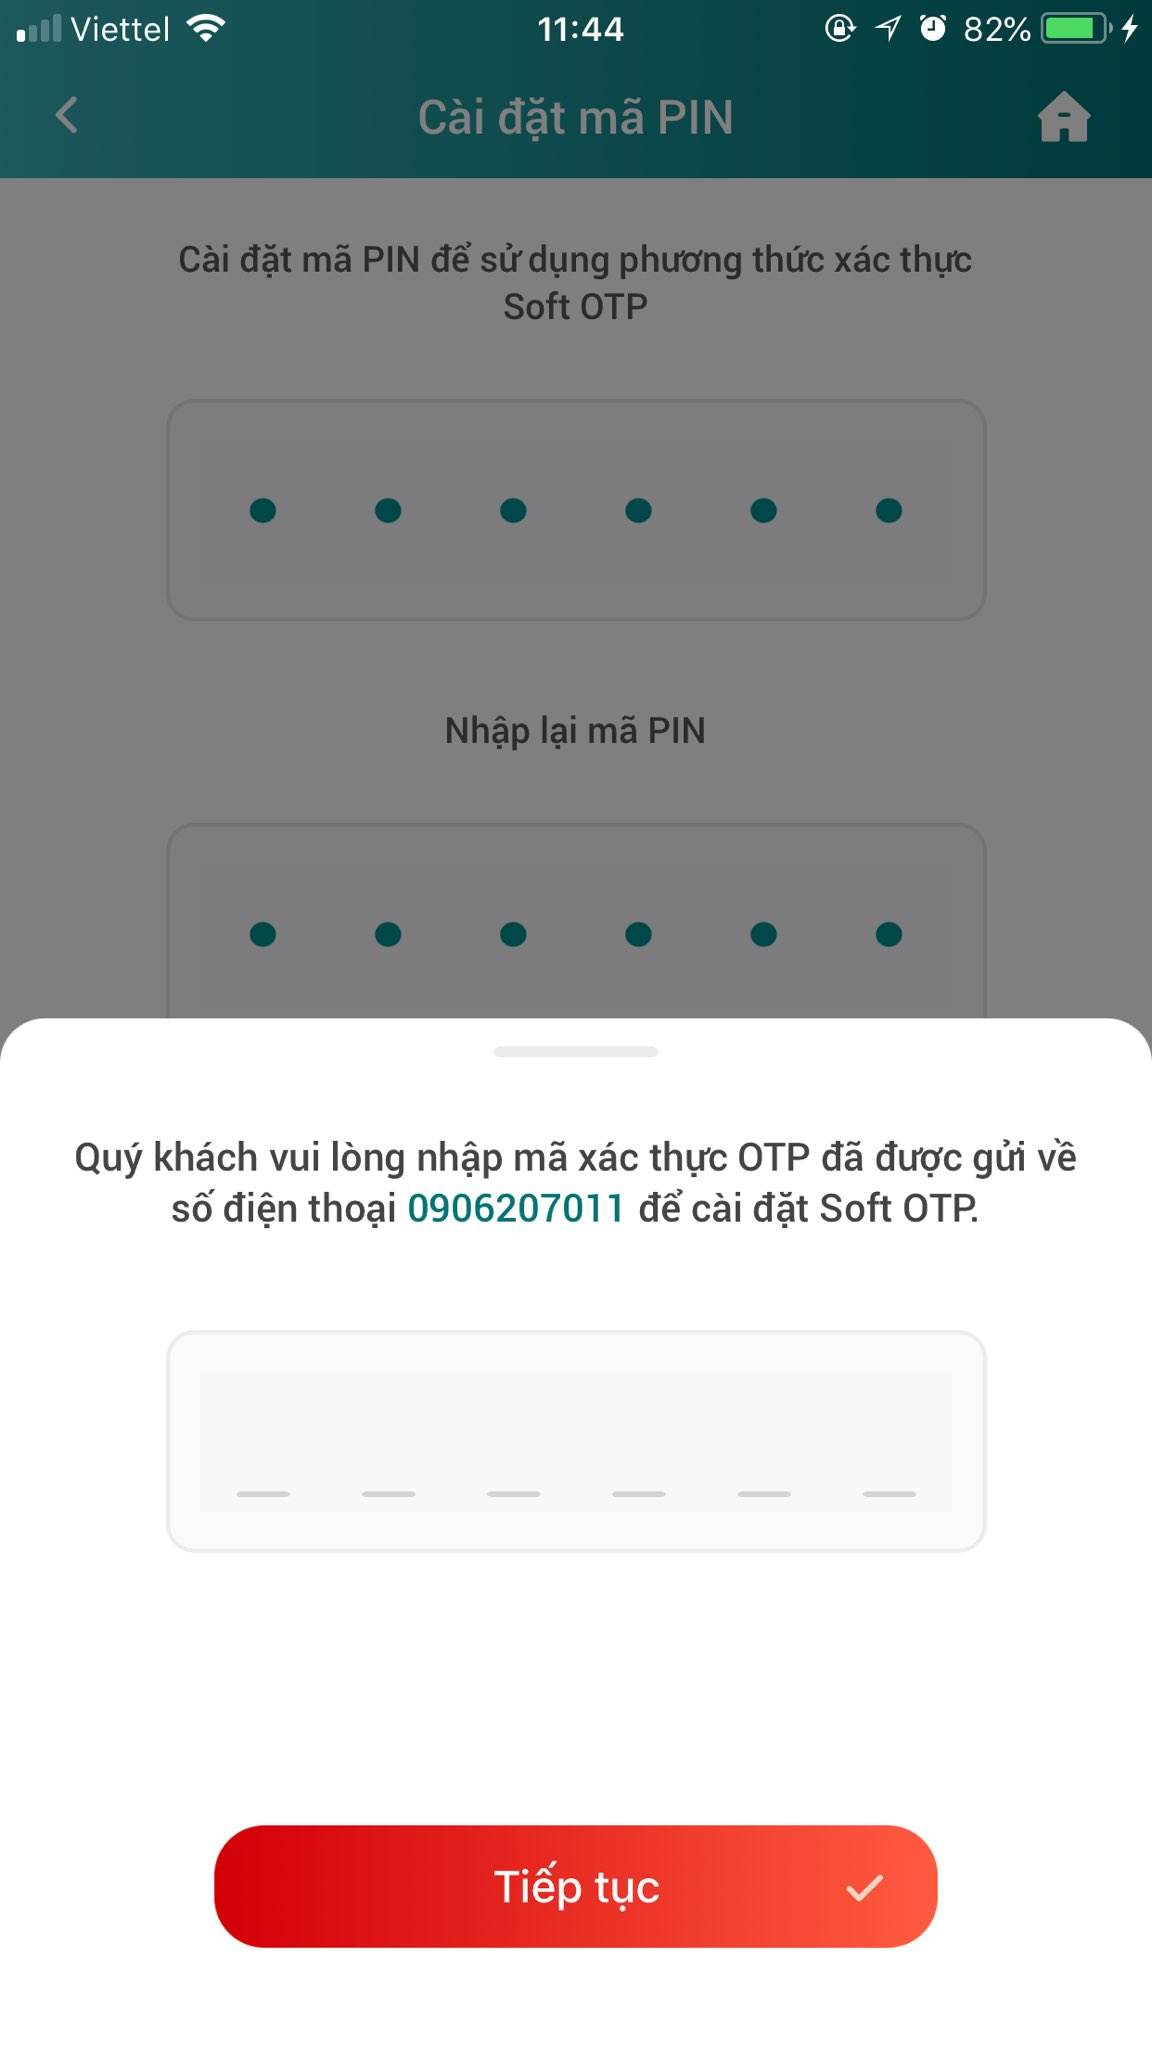 Viettel
11:44
82%
Cài đặt mã PIN
Cài đặt mã PIN để sử dụng phương thức xác thực
Soft OTP
Nhập lại mã PIN
Quý khách vui lòng nhập mã xác thực OTP đã được gửi về
số điện thoại 0906207011 để cài đặt Soft OTP.
Tiếp tục